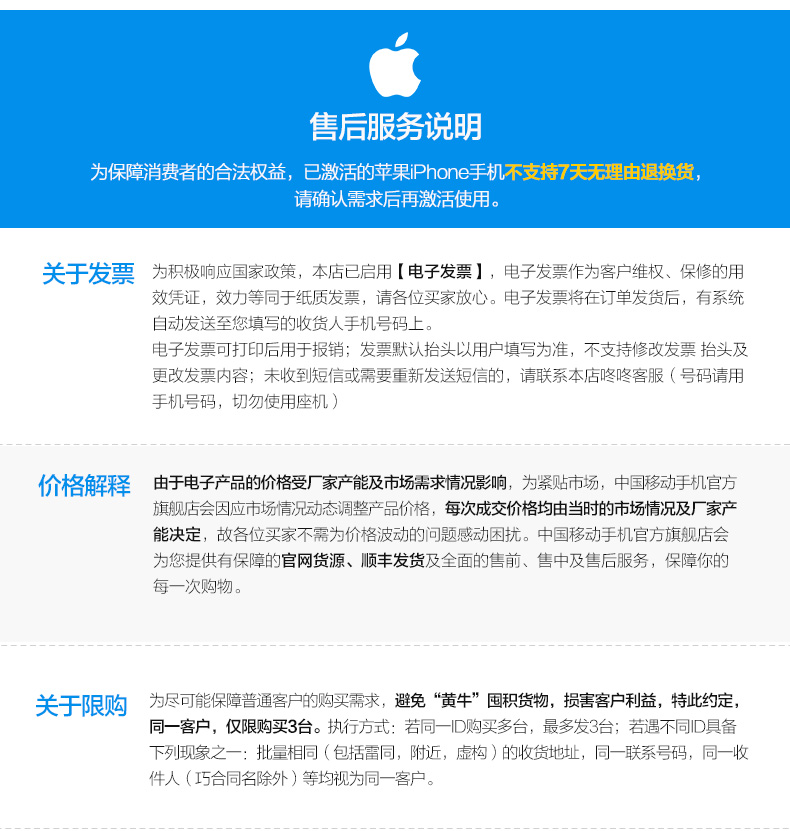 售后服务说明
为保障消费者的合法权益，已激活的苹果iPhone手机不支持7天无理由退换货，
请确认需求后再激活使用。
关于发票
为积极响应国家政策，本店已启用【电子发票】，电子发票作为客户维权、保修的用
效凭证，效力等同于纸质发票，请各位买家放心。电子发票将在订单发货后，有系统
自动发送至您填写的收货人手机号码上。
电子发票可打印后用于报销；发票默认抬头以用户填写为准，不支持修改发票 抬头及
更改发票内容；未收到短信或需要重新发送短信的，请联系本店咚咚客服（号码请用
手机号码，切勿使用座机）
价格解释
由于电子产品的价格受厂家产能及市场需求情况影响，为紧贴市场，中国移动手机官方
旗舰店会因应市场情况动态调整产品价格，每次成交价格均由当时的市场情况及厂家产
能决定，故各位买家不需为价格波动的问题感动困扰。中国移动手机官方旗舰店会
为您提供有保障的官网货源、顺丰发货及全面的售前、售中及售后服务，保障你的
每一次购物。
关于限购
为尽可能保障普通客户的购买需求，避免“黄牛”囤积货物，损害客户利益，特此约定，
同一客户，仅限购买3台。执行方式：若同一ID购买多台，最多发3台；若遇不同ID具备
下列现象之一：批量相同（包括雷同，附近，虚构）的收货地址，同一联系号码，同一收
件人（巧合同名除外）等均视为同一客户。